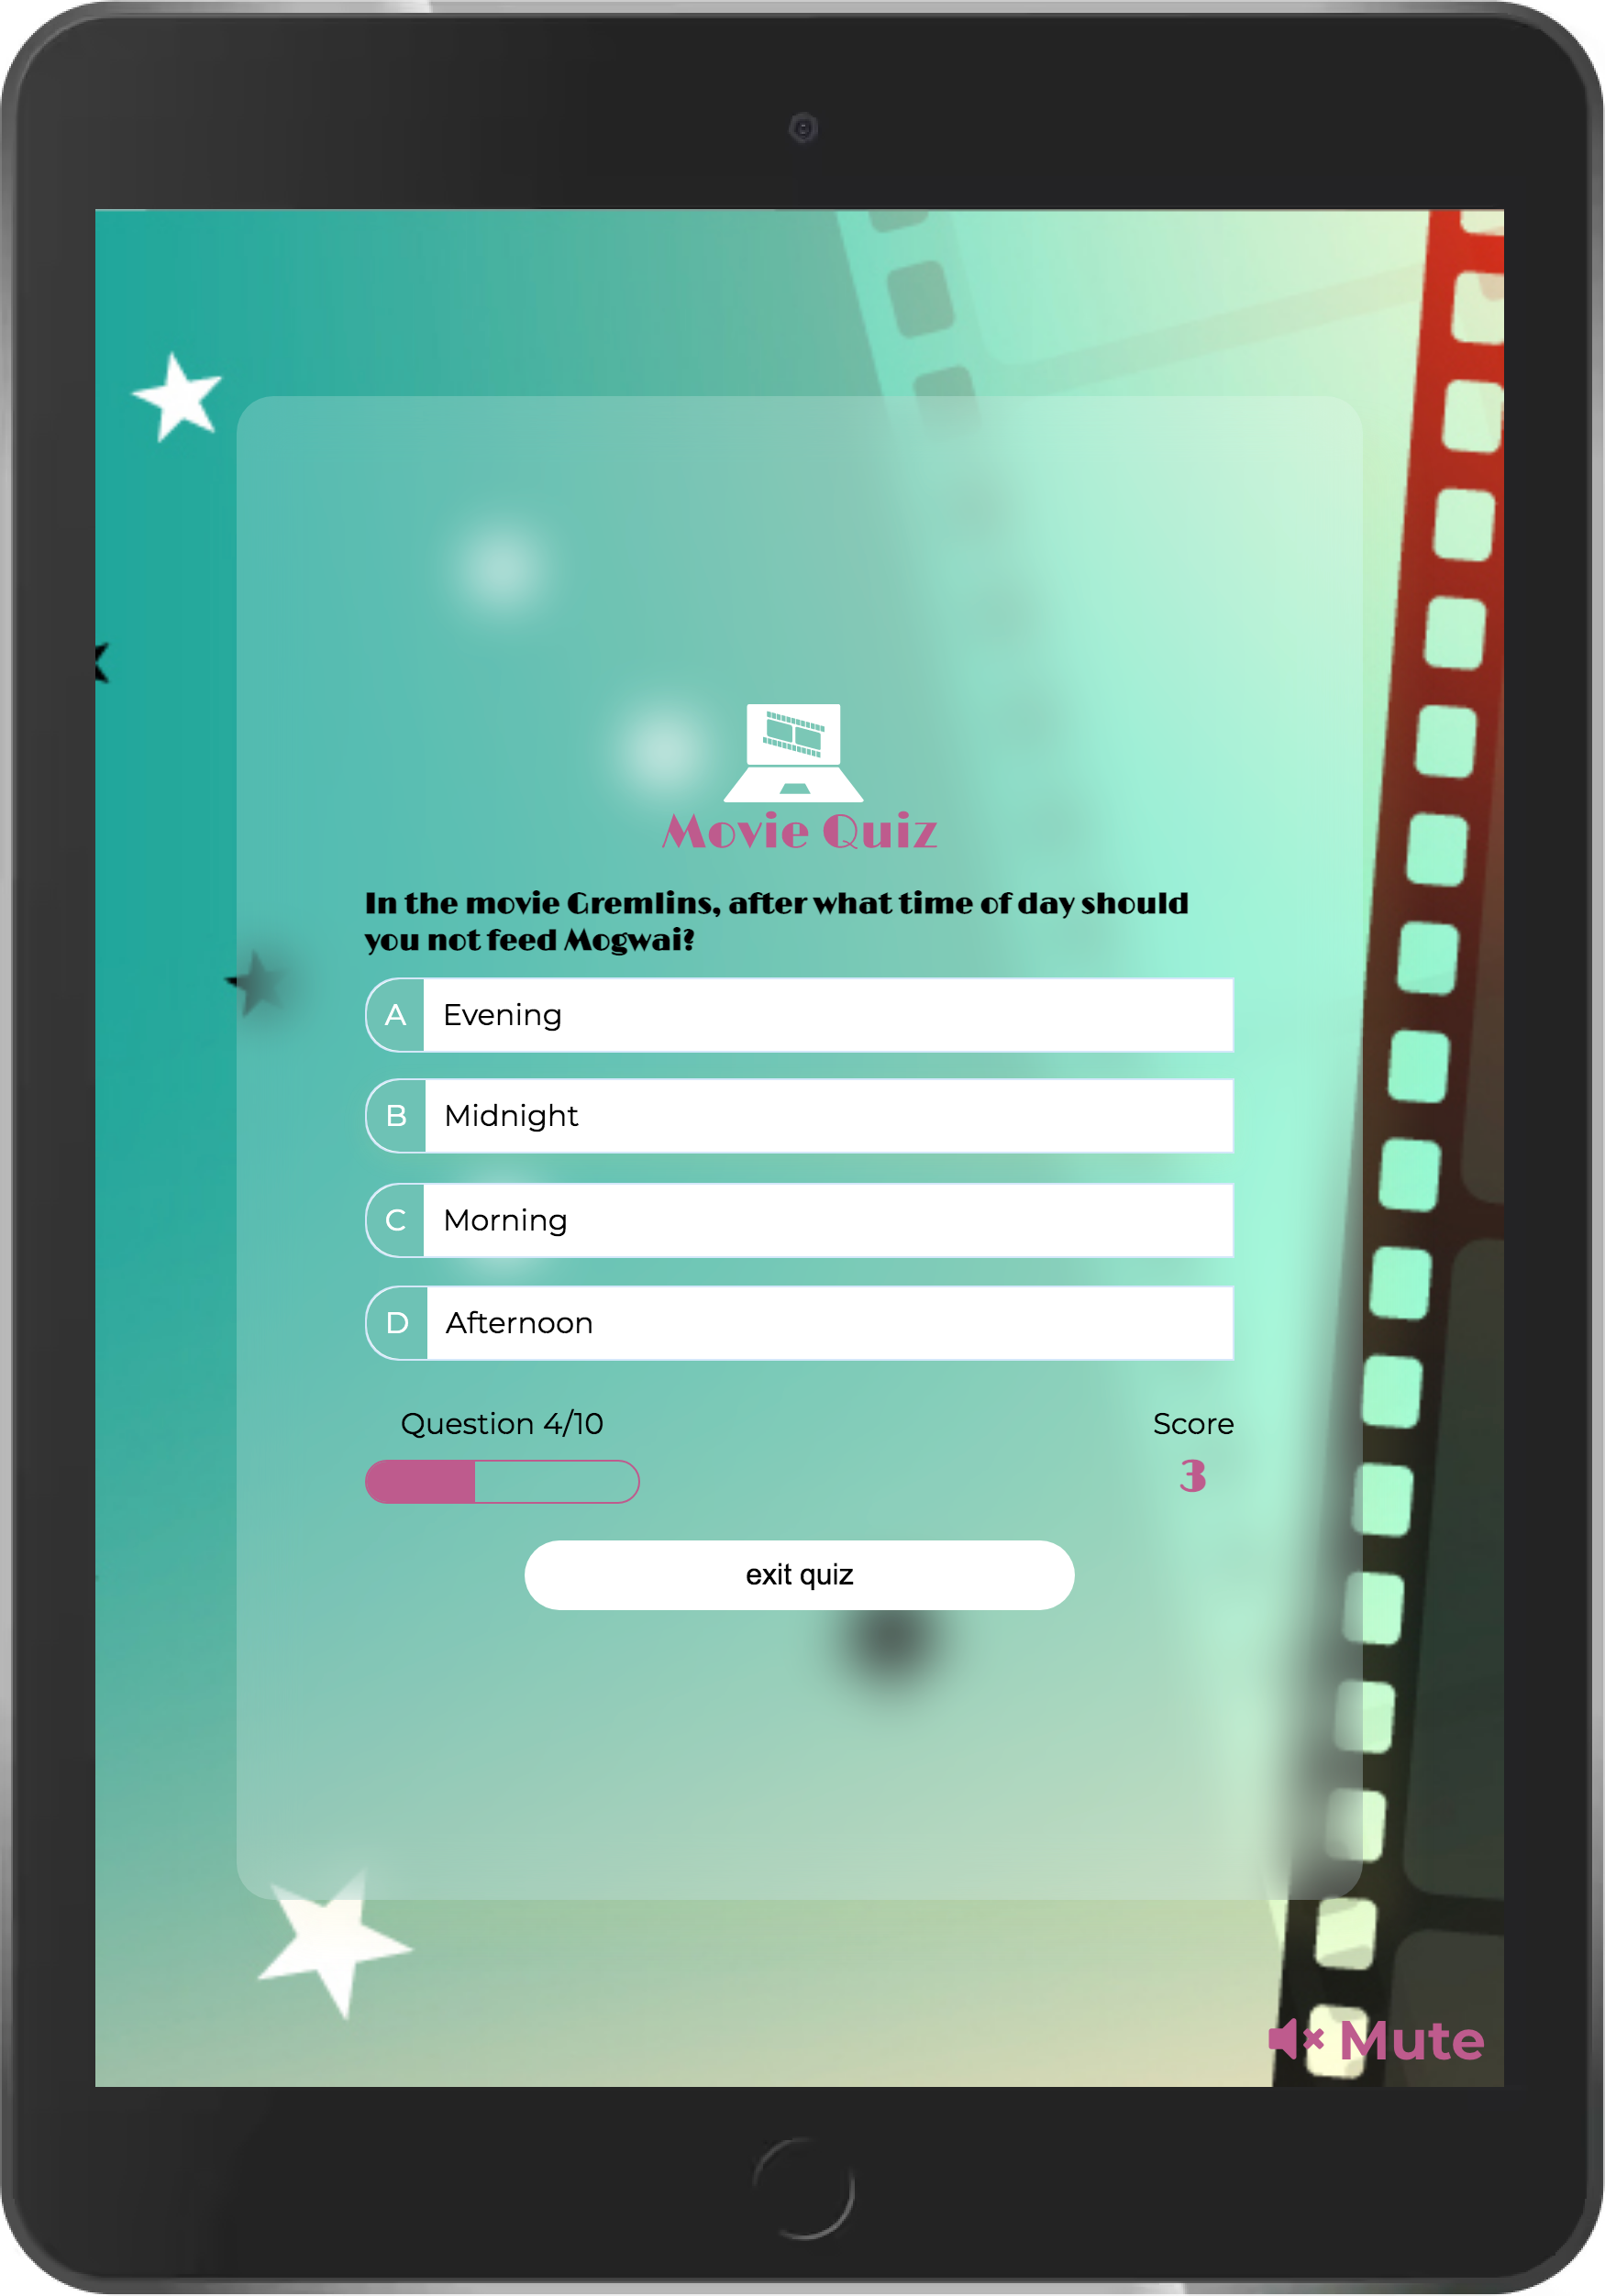 Movie Quiz
In the movie Gremlins, after what time of day should
you not feed Mogwai?
A Evening
B Midnight
C Morning
D Afternoon
Question 4/10
Score
3
exit quiz
Mute